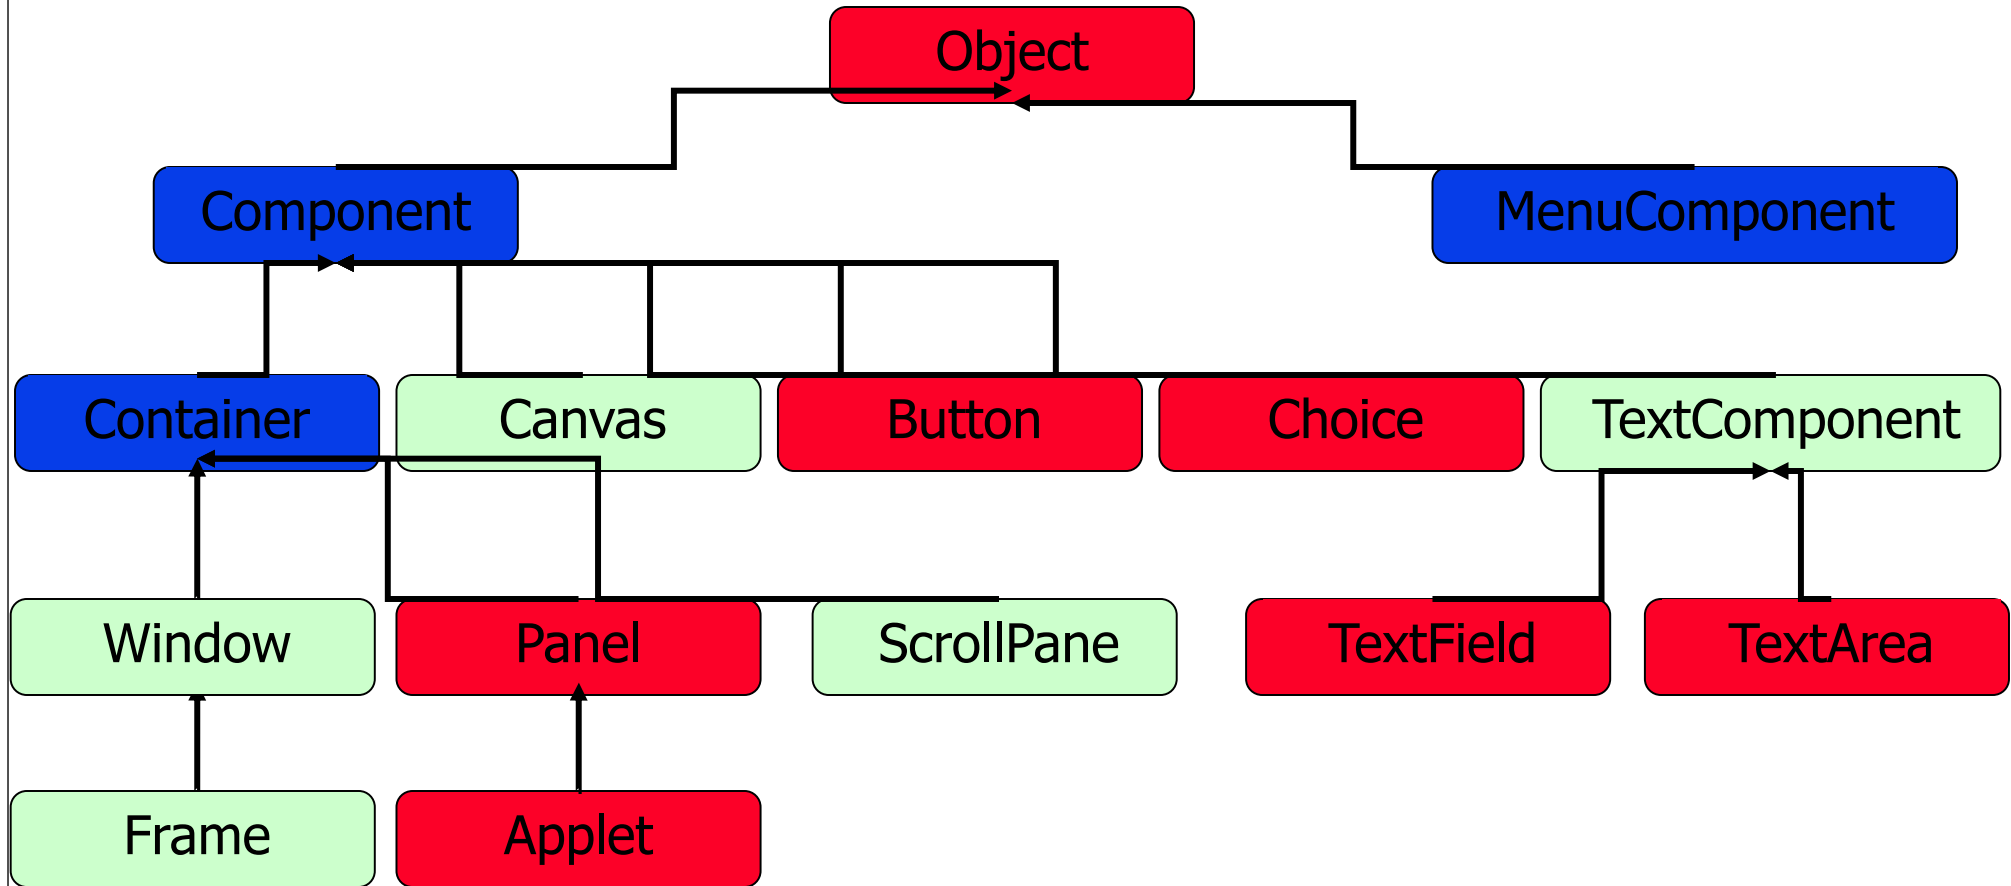 Object
Component
MenuComponent
Container
Canvas
Button
Choice
TextComponent
Window
Panel
ScrollPane
TextField
TextArea
Frame
Applet